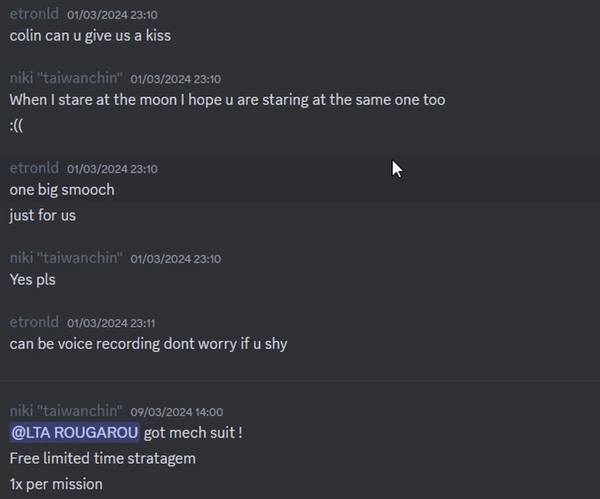 etronld 01/03/2024 23:10
colin can u give us a kiss
niki "taiwanchin" 01/03/2024 23:10
When I stare at the moon I hope u are staring at the same one too
:((
etronld 01/03/2024 23:10
one big smooch
just for us
niki "taiwanchin" 01/03/2024 23:10
Yes pls
etronld 01/03/2024 23:11
can be voice recording dont worry if u shy
niki "taiwanchin" 09/03/2024 14:00
@LTA ROUGAROU got mech suit !
Free limited time stratagem
1x per mission